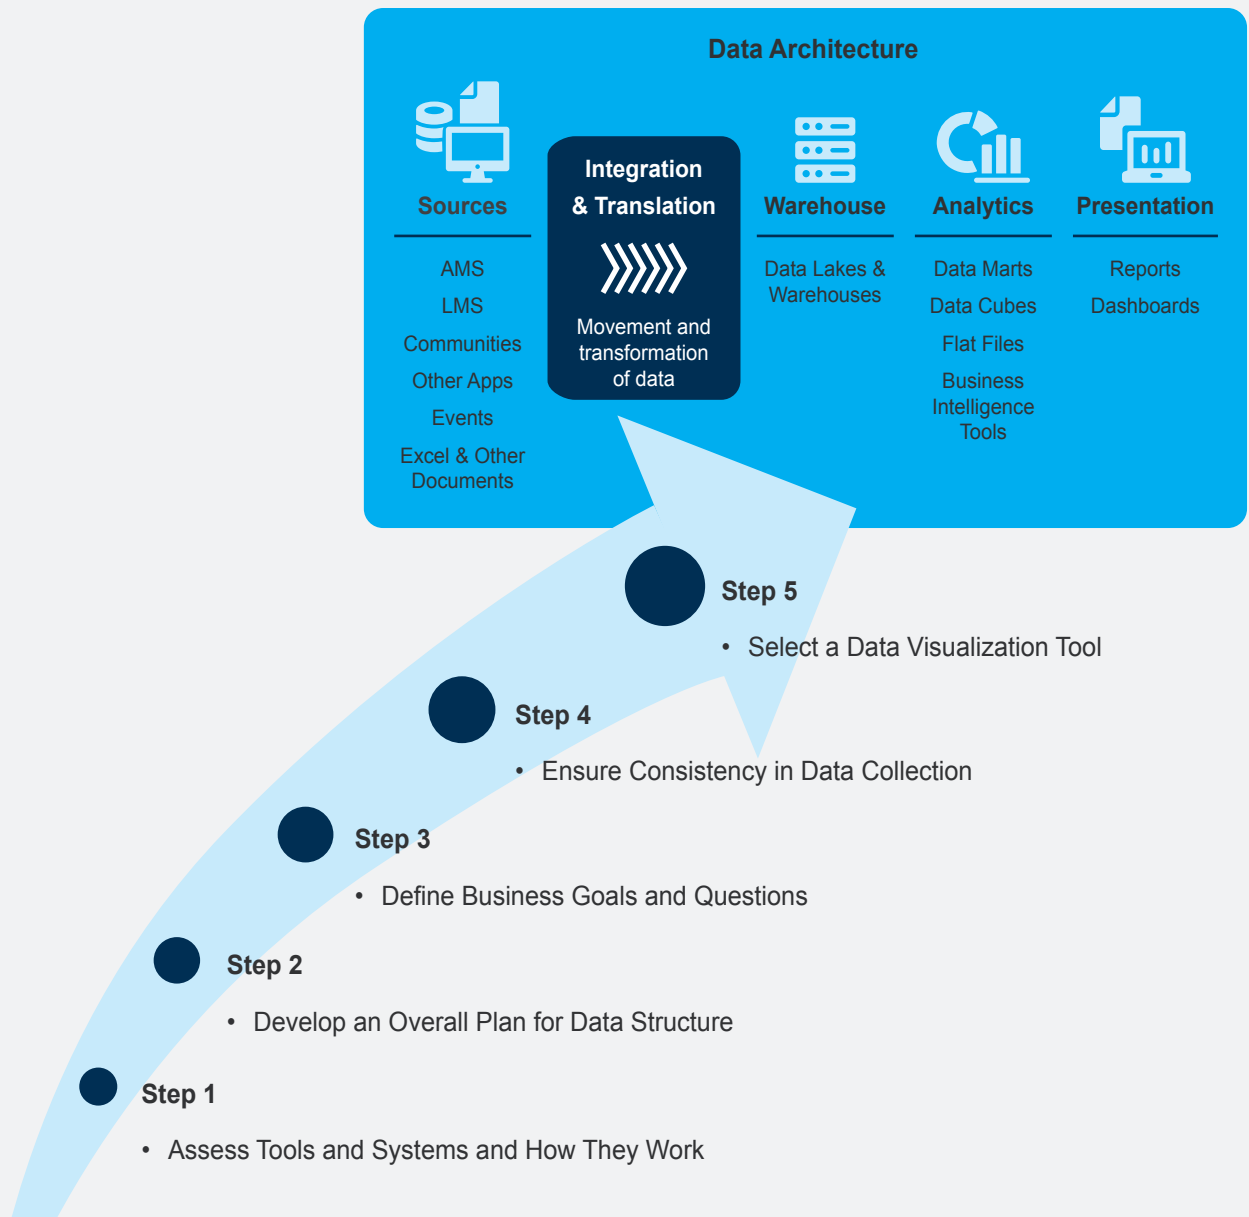 Data Architecture
Sources
AMS
LMS
Communities
Other Apps
Events
Excel & Other
Documents
Integration
& Translation
Movement and
transformation
of data
Warehouse
Data Lakes &
Warehouses
Analytics
Data Marts
Data Cubes
Flat Files
Business
Intelligence
Tools
Presentation
Reports
Dashboards
Step 5
• Select a Data Visualization Tool
Step 4
• Ensure Consistency in Data Collection
Step 3
• Define Business Goals and Questions
Step 2
• Develop an Overall Plan for Data Structure
Step 1
• Assess Tools and Systems and How They Work